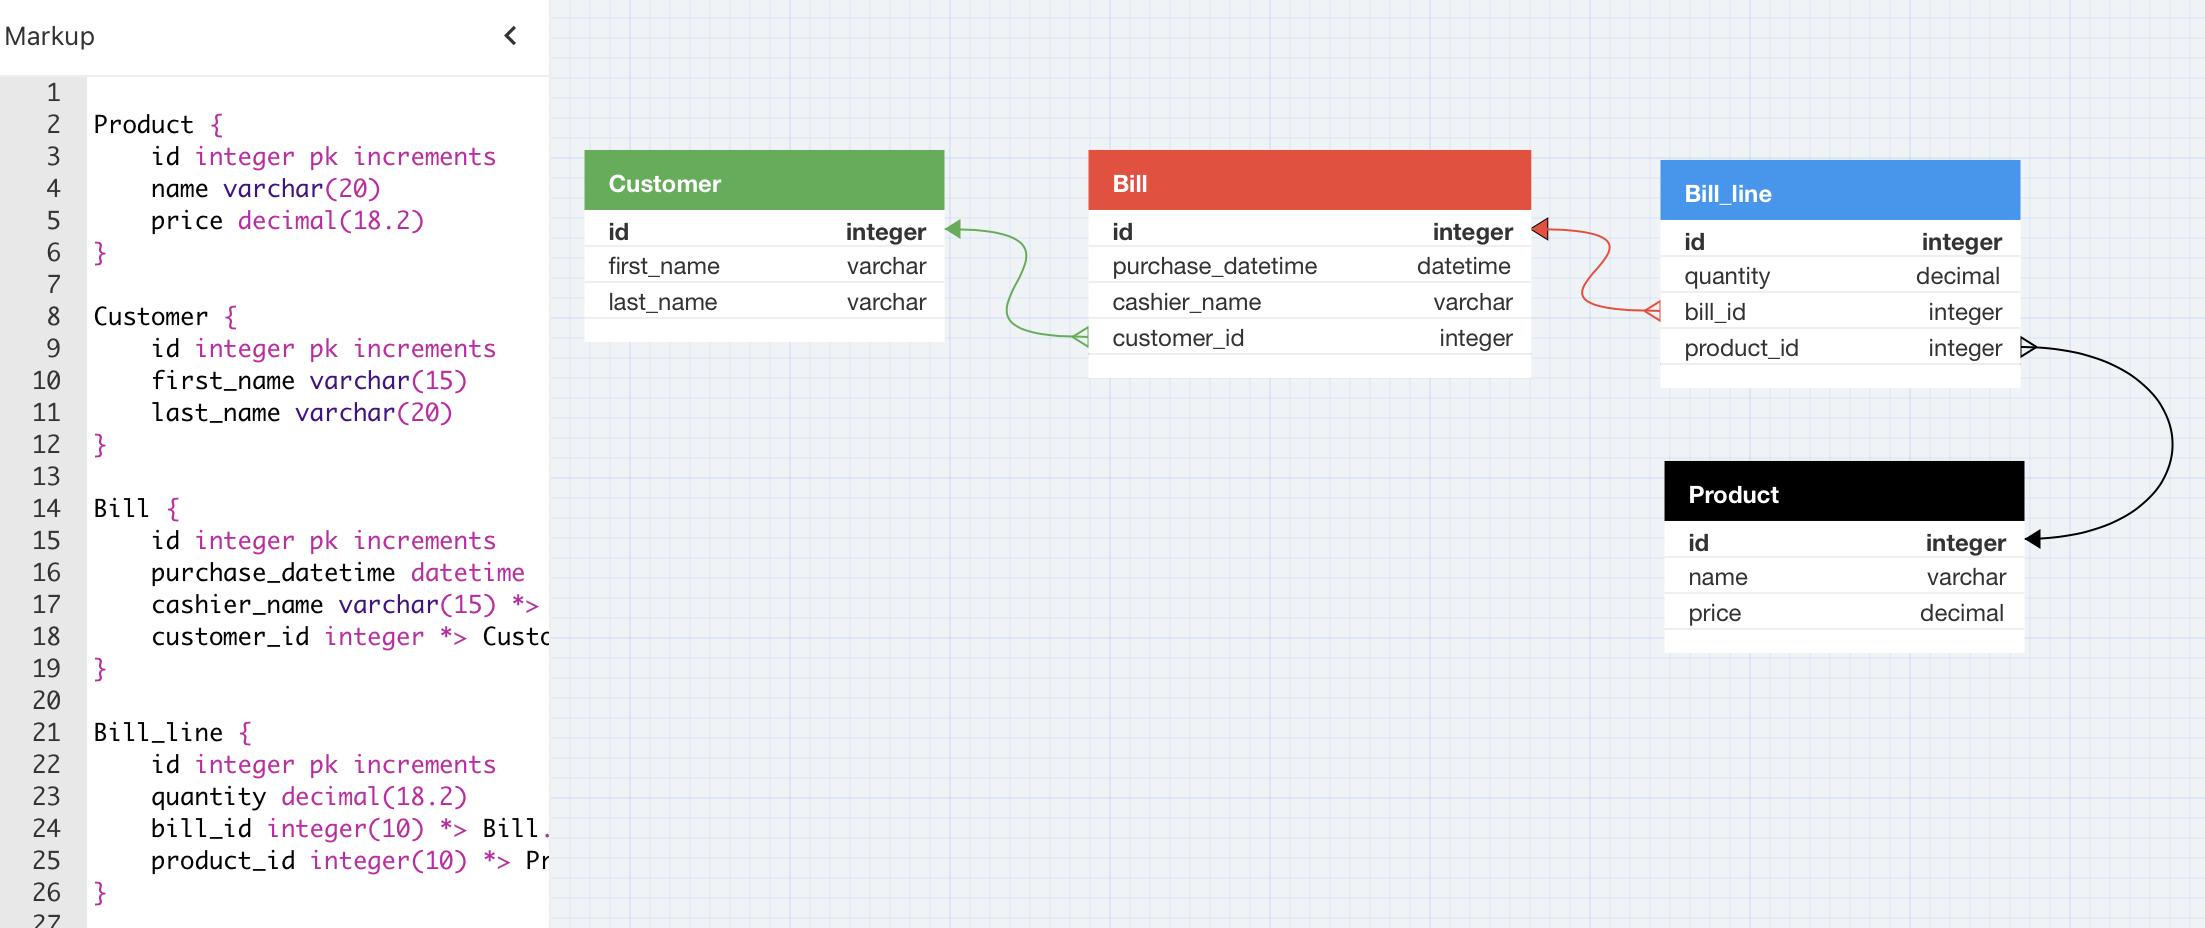 Markup
1
2 Product {
3 id integer pk increments
4 name varchar(20)
5 price decimal(18.2)
6 }
7
8 Customer {
9 id integer pk increments
10 first_name varchar(15)
11 last_name varchar(20)
12 }
13
14 Bill {
15 id integer pk increments
16 purchase_datetime datetime
17 cashier_name varchar(15) *>
18 customer_id integer *> Custo
19 }
20
21 Bill_line {
22 id integer pk increments
23 quantity decimal(18.2)
24 bill_id integer(10) *> Bill.
25 product_id integer(10) *> Pr
26 }
27
Customer
id integer
first_name varchar
last_name varchar
Bill
id integer
purchase_datetime datetime
cashier_name varchar
customer_id integer
Bill_line
id integer
quantity decimal
bill_id integer
product_id integer
Product
id integer
name varchar
price decimal